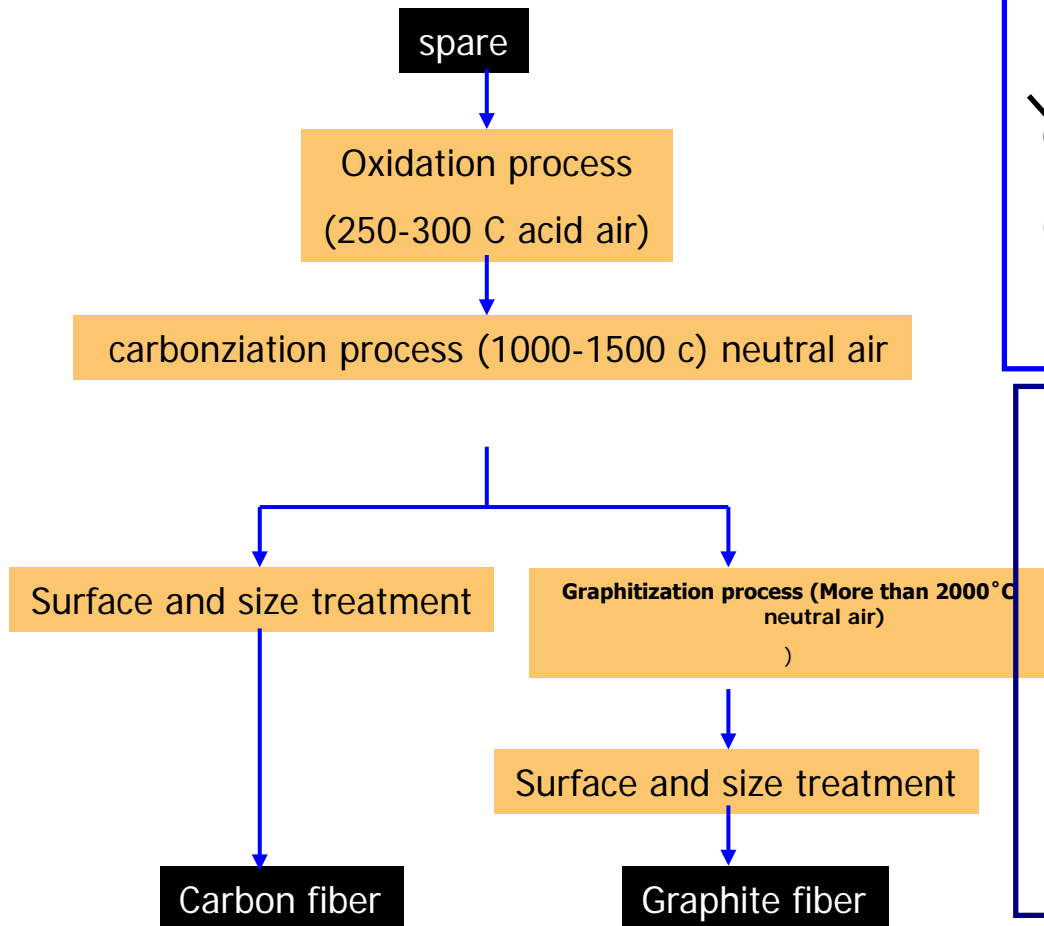 spare
Oxidation process
(250-300 C acid air)
carbonziation process (1000-1500 c) neutral air
Surface and size treatment
Graphitization process (More than 2000˚C
neutral air)
)
Surface and size treatment
Carbon fiber
Graphite fiber